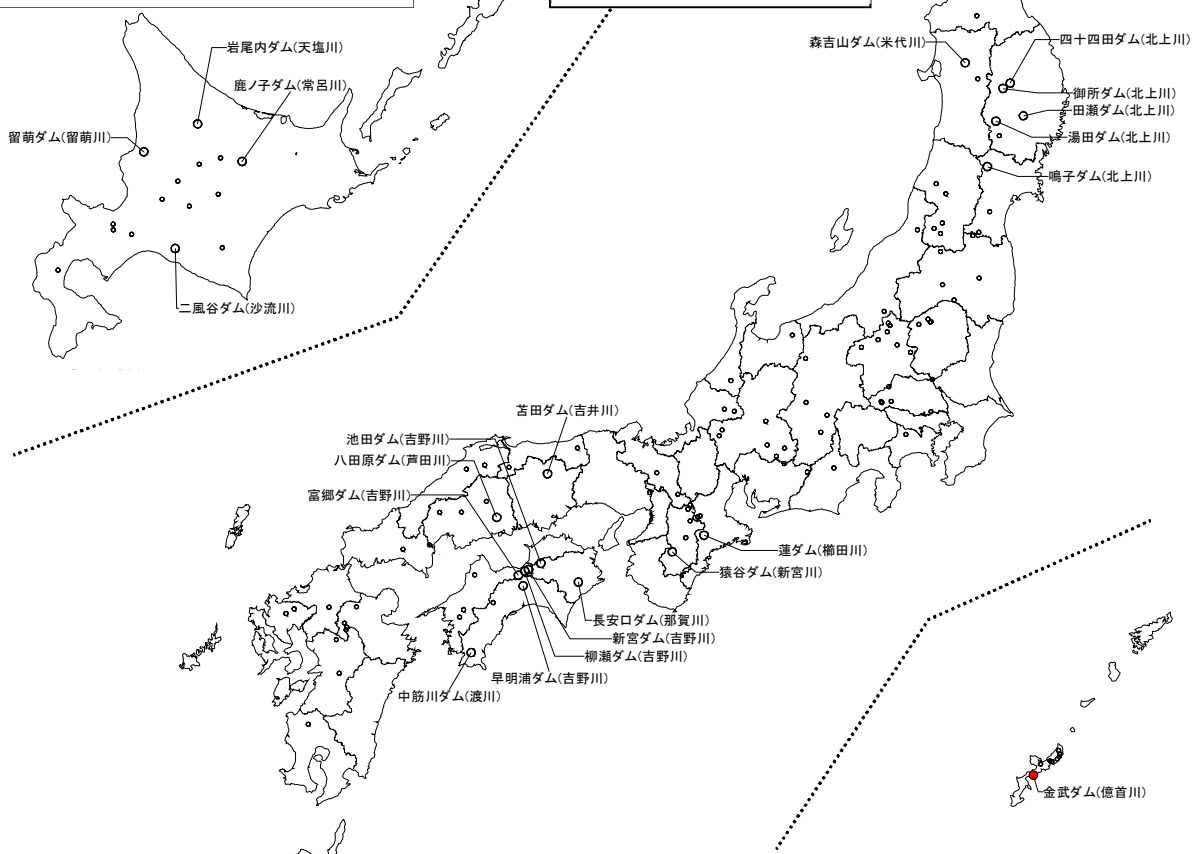 岩尾内ダム(天塩川)
鹿ノ子ダム(常呂川)
留萌ダム(留萌川)
二風谷ダム(沙流川)
森吉山ダム(米代川)
四十四田ダム(北上川)
御所ダム(北上川)
田瀬ダム(北上川)
湯田ダム(北上川)
鳴子ダム(北上川)
苫田ダム(吉井川)
池田ダム(吉野川)
八田原ダム(芦田川)
富郷ダム(吉野川)
蓮ダム(櫛田川)
猿谷ダム(新宮川)
長安口ダム(那賀川)
新宮ダム(吉野川)
柳瀬ダム(吉野川)
早明浦ダム(吉野川)
中筋川ダム(渡川)
金武ダム(億首川)